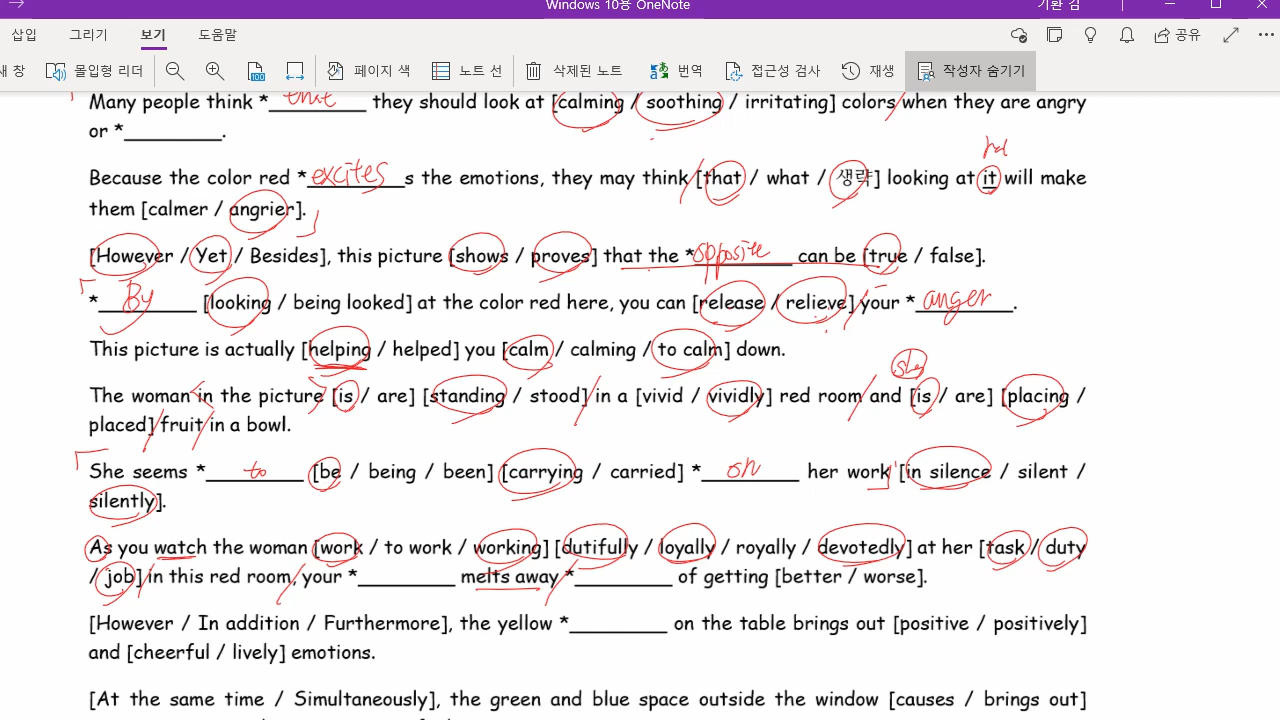 Windows 10용 OneNote
기환 김
삽입 그리기 보기 도움말 공유
새 창 몰입형 리더 페이지 색 노트 선 삭제된 노트 번역 접근성 검사 재생 작성자 숨기기
Many people think *that they should look at [calming / soothing / irritating] colors when they are angry
or *________.
Because the color red *excites s the emotions, they may think [that / what / 생략] looking at it will make
them [calmer / angrier].
[However / Yet / Besides], this picture [shows / proves] that the *opposite can be [true / false].
*By [looking / being looked] at the color red here, you can [release / relieve] your *anger.
This picture is actually [helping / helped] you [calm / calming / to calm] down.
she
The woman in the picture [is / are] [standing / stood] in a [vivid / vividly] red room and [is / are] [placing /
placed] fruit in a bowl.
She seems *to [be / being / been] [carrying / carried] *on her work [in silence / silent /
silently].
As you watch the woman [work / to work / working] [dutifully / loyally / royally / devotedly] at her [task / duty
/ job] in this red room, your *________ melts away *________ of getting [better / worse].
[However / In addition / Furthermore], the yellow *________ on the table brings out [positive / positively]
and [cheerful / lively] emotions.
[At the same time / Simultaneously], the green and blue space outside the window [causes / brings out]